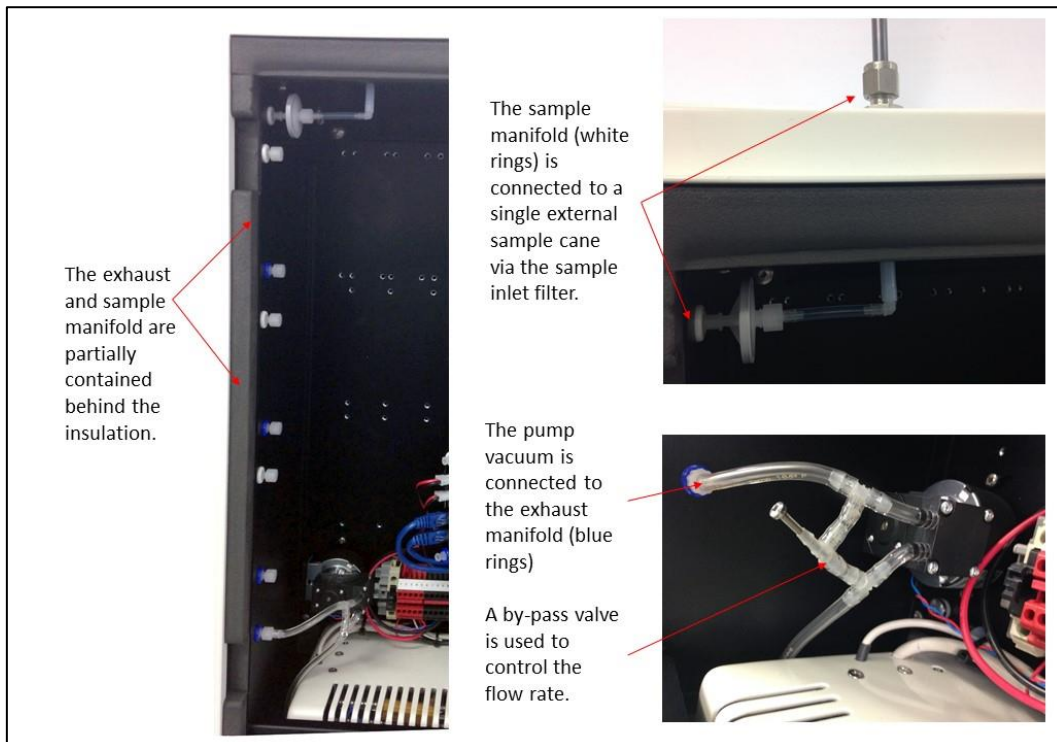 The exhaust
and sample
manifold are
partially
contained
behind the
insulation.
The sample
manifold (white
rings) is
connected to a
single external
sample cane
via the sample
inlet filter.
The pump
vacuum is
connected to
the exhaust
manifold (blue
rings)
A by-pass valve
is used to
control the
flow rate.